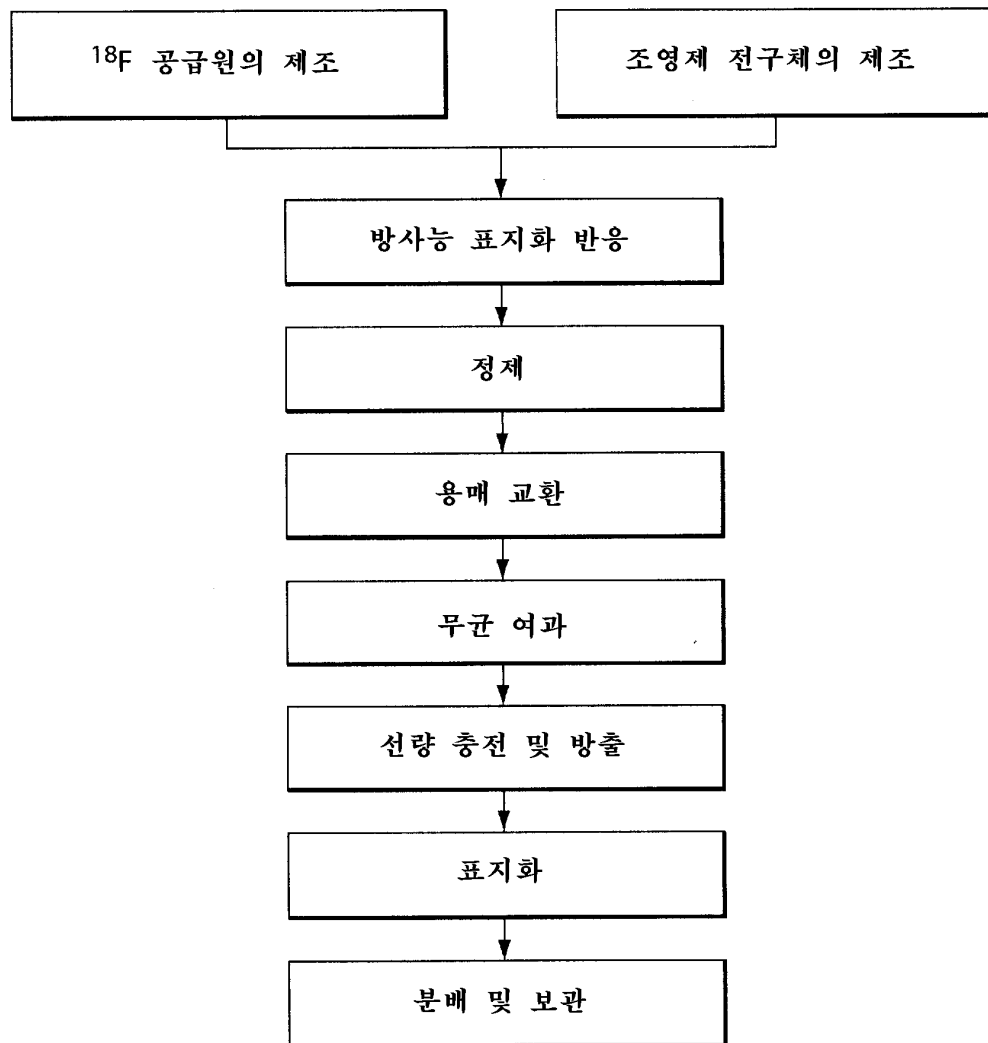 ¹⁸F 공급원의 제조
조영제 전구체의 제조
방사능 표지화 반응
정제
용매 교환
무균 여과
선량 충전 및 방출
표지화
분배 및 보관